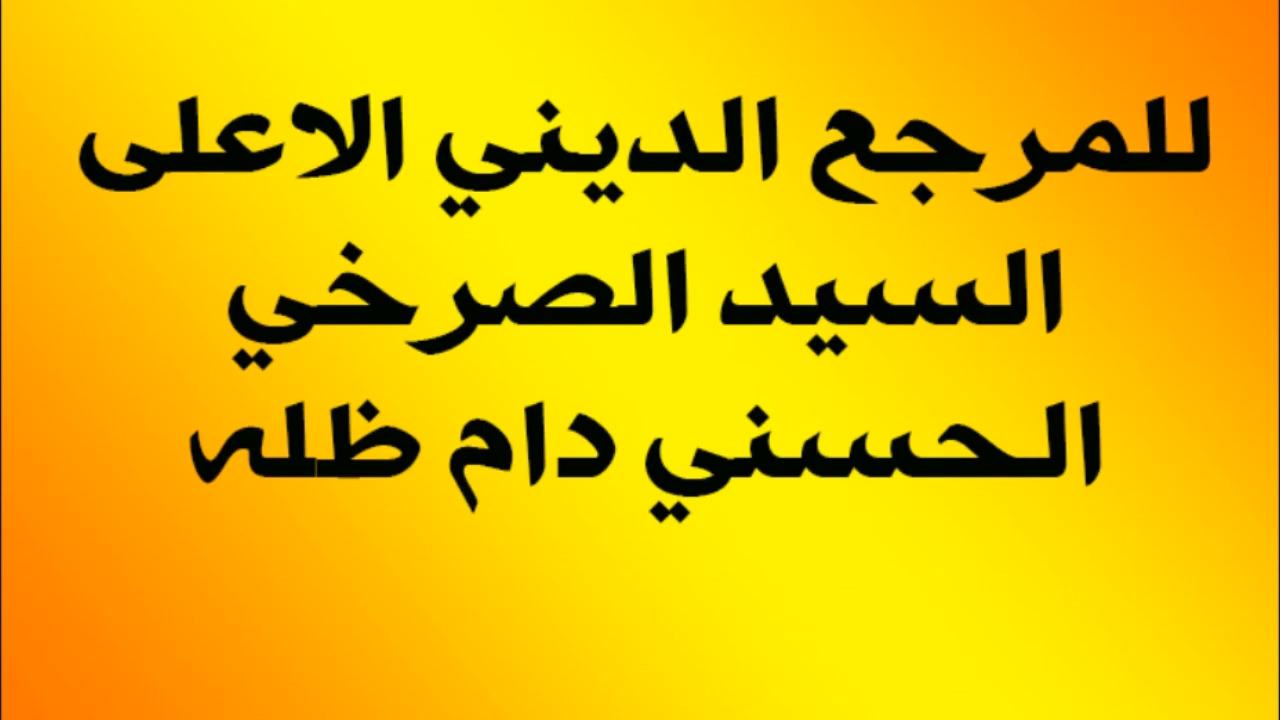 للمرجع الديني الاعلى
السيد الصرخي
الحسني دام ظله